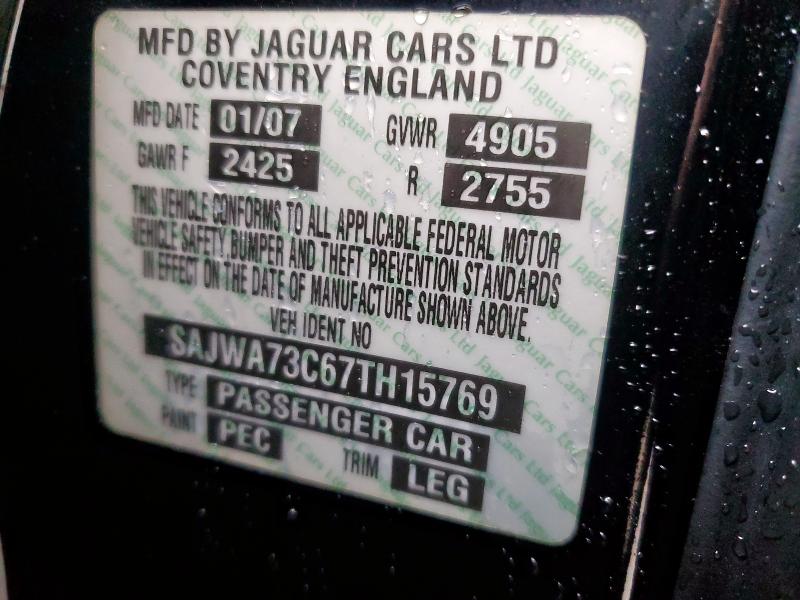 MFD BY JAGUAR CARS LTD
COVENTRY ENGLAND
MFD DATE 01/07 GVWR 4905
GAWR F 2425 R 2755
THIS VEHICLE CONFORMS TO ALL APPLICABLE FEDERAL MOTOR
VEHICLE SAFETY, BUMPER AND THEFT PREVENTION STANDARDS
IN EFFECT ON THE DATE OF MANUFACTURE SHOWN ABOVE.
VEH IDENT NO
SAJWA73C67TH15769
TYPE PASSENGER CAR
PAINT PEC TRIM LEG